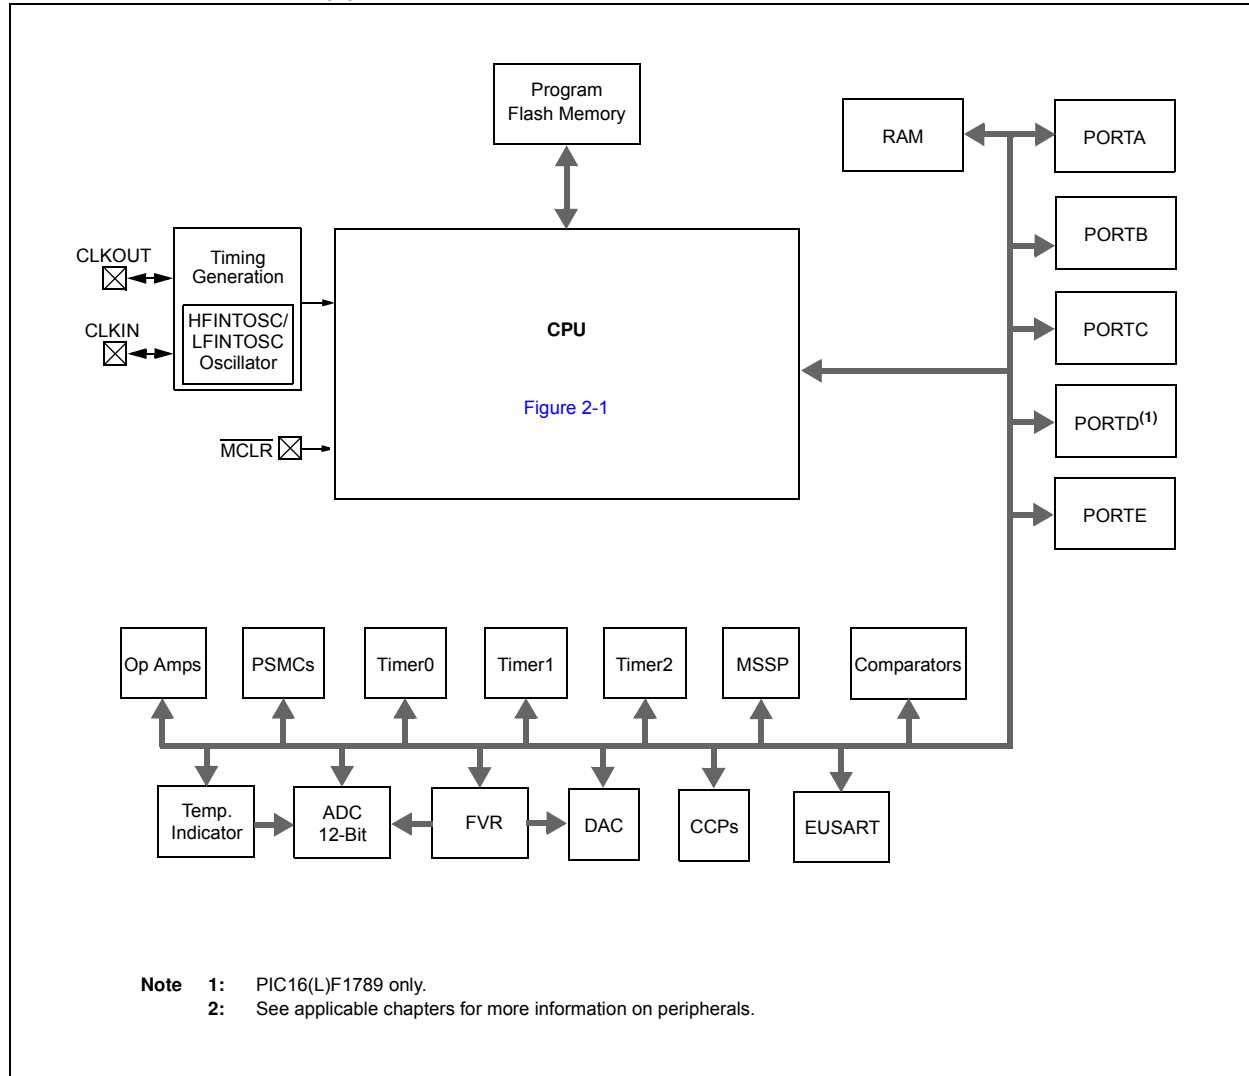 Program
Flash Memory
RAM
PORTA
CLKOUT
Timing
Generation
PORTB
CLKIN
HFINTOSC/
LFINTOSC
Oscillator
CPU
PORTC
Figure 2-1
PORTD(1)
MCLR
PORTE
Op Amps
PSMCs
Timer0
Timer1
Timer2
MSSP
Comparators
Temp.
Indicator
ADC
12-Bit
FVR
DAC
CCPs
EUSART
Note 1: PIC16(L)F1789 only.
2: See applicable chapters for more information on peripherals.